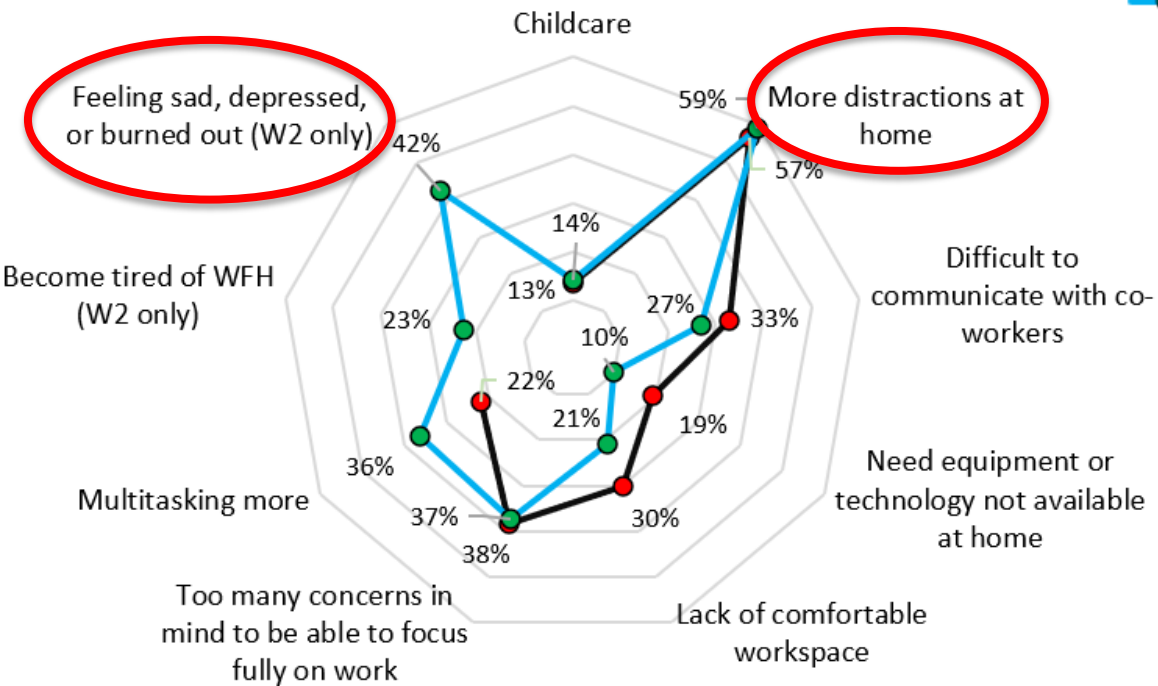 Childcare
Feeling sad, depressed,
or burned out (W2 only)
42%
59%
More distractions at
home
57%
14%
13%
Become tired of WFH
(W2 only)
23%
27%
33%
Difficult to
communicate with co-
workers
10%
22%
21%
19%
36%
Multitasking more
37%
38%
30%
Need equipment or
technology not available
at home
Too many concerns in
mind to be able to focus
fully on work
Lack of comfortable
workspace